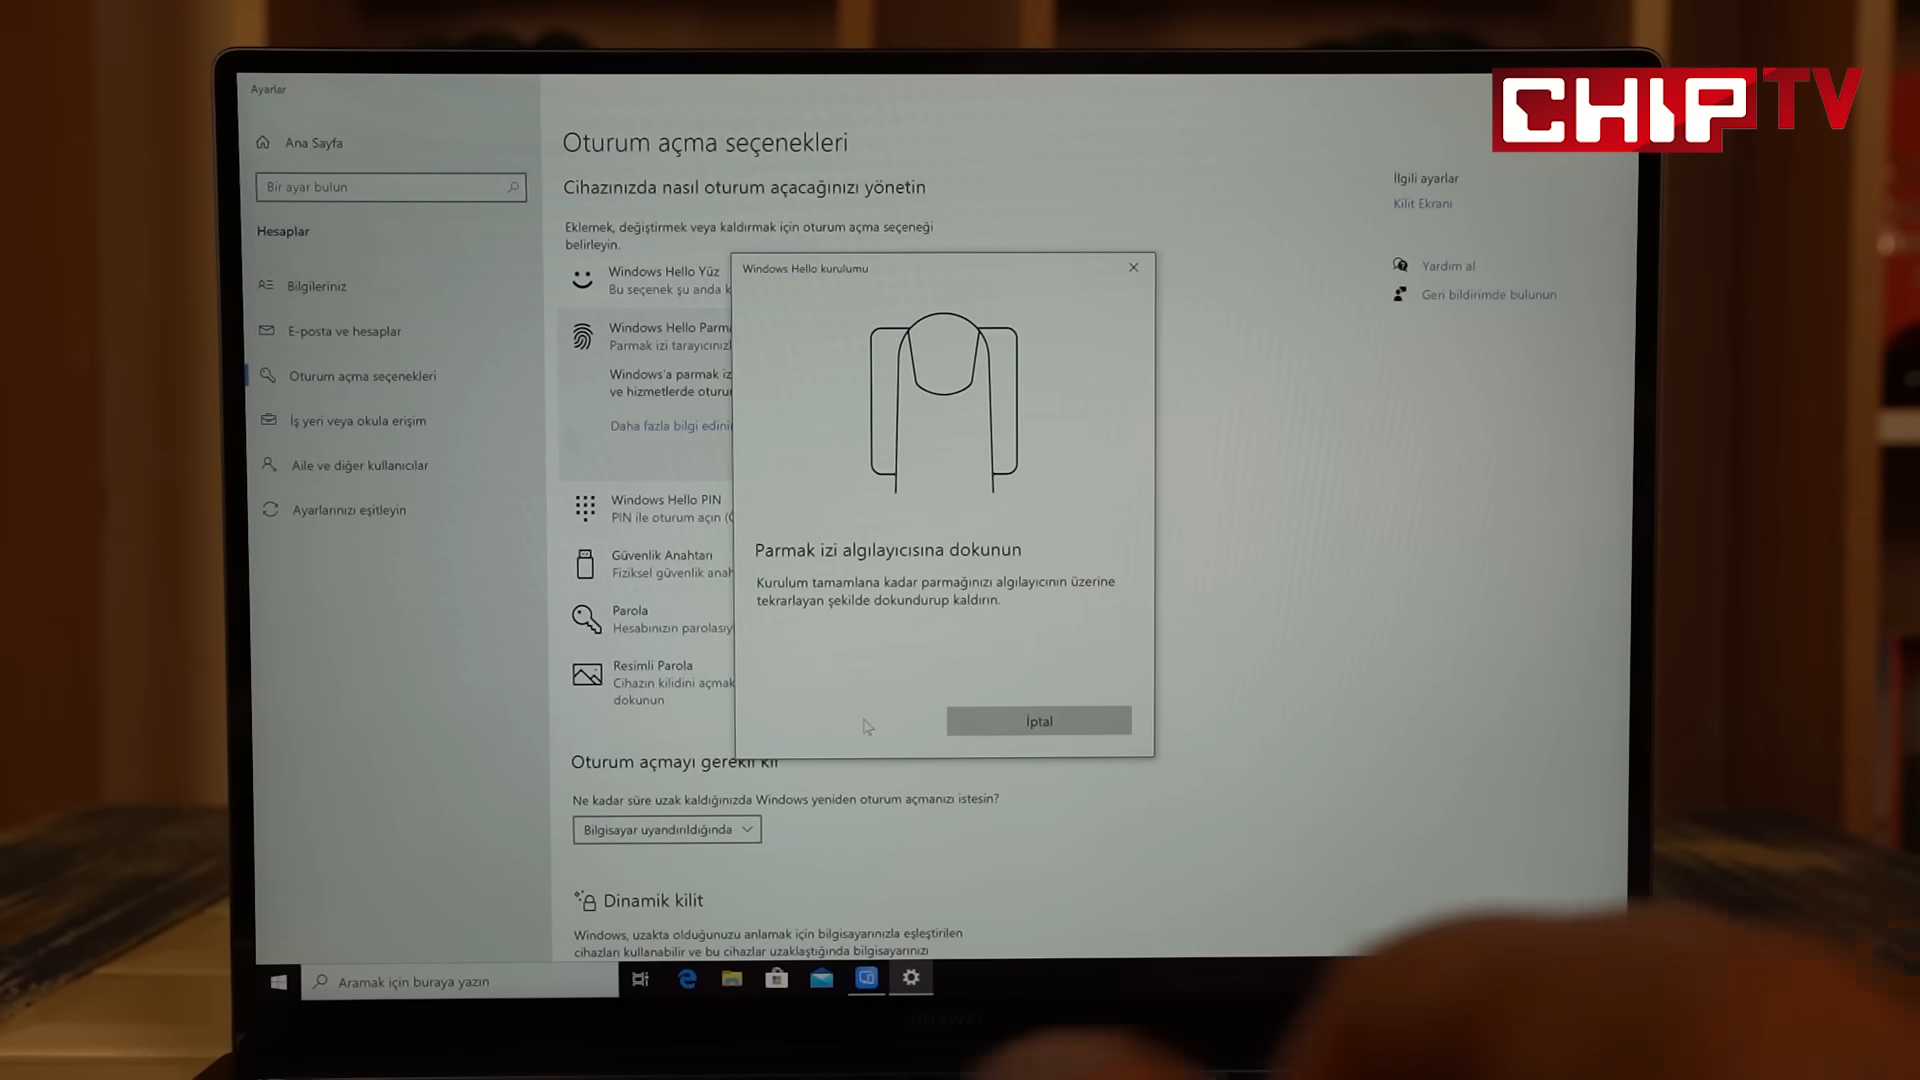 CHIP TV
Ayarlar
Ana Sayfa
Bir ayar bulun
Hesaplar
Bilgileriniz
E-posta ve hesaplar
Oturum açma seçenekleri
İş yeri veya okula erişim
Aile ve diğer kullanıcılar
Ayarlarınızı eşitleyin
Oturum açma seçenekleri
Cihazınızda nasıl oturum açacağınızı yönetin
Eklemek, değiştirmek veya kaldırmak için oturum açma seçeneği
belirleyin.
Windows Hello Yüz
Bu seçenek şu anda k
Windows Hello Parma
Parmak izi tarayıcınızl
Windows'a parmak iz
ve hizmetlerde oturu
Daha fazla bilgi edini
Windows Hello PIN
PIN ile oturum açın (
Güvenlik Anahtarı
Fiziksel güvenlik anah
Parola
Hesabınızın parolasıy
Resimli Parola
Cihazın kilidini açmak
dokunun
Windows Hello kurulumu
Parmak izi algılayıcısına dokunun
Kurulum tamamlana kadar parmağınızı algılayıcının üzerine
tekrarlayan şekilde dokundurup kaldırın.
İptal
Oturum açmayı gerekli kıl
Ne kadar süre uzak kaldığınızda Windows yeniden oturum açmanızı istesin?
Bilgisayar uyandırıldığında
Dinamik kilit
Windows, uzakta olduğunuzu anlamak için bilgisayarınızla eşleştirilen
cihazları kullanabilir ve bu cihazlar uzaklaştığında bilgisayarınızı
İlgili ayarlar
Kilit Ekranı
Yardım al
Geri bildirimde bulunun
Aramak için buraya yazın
HUAWEI